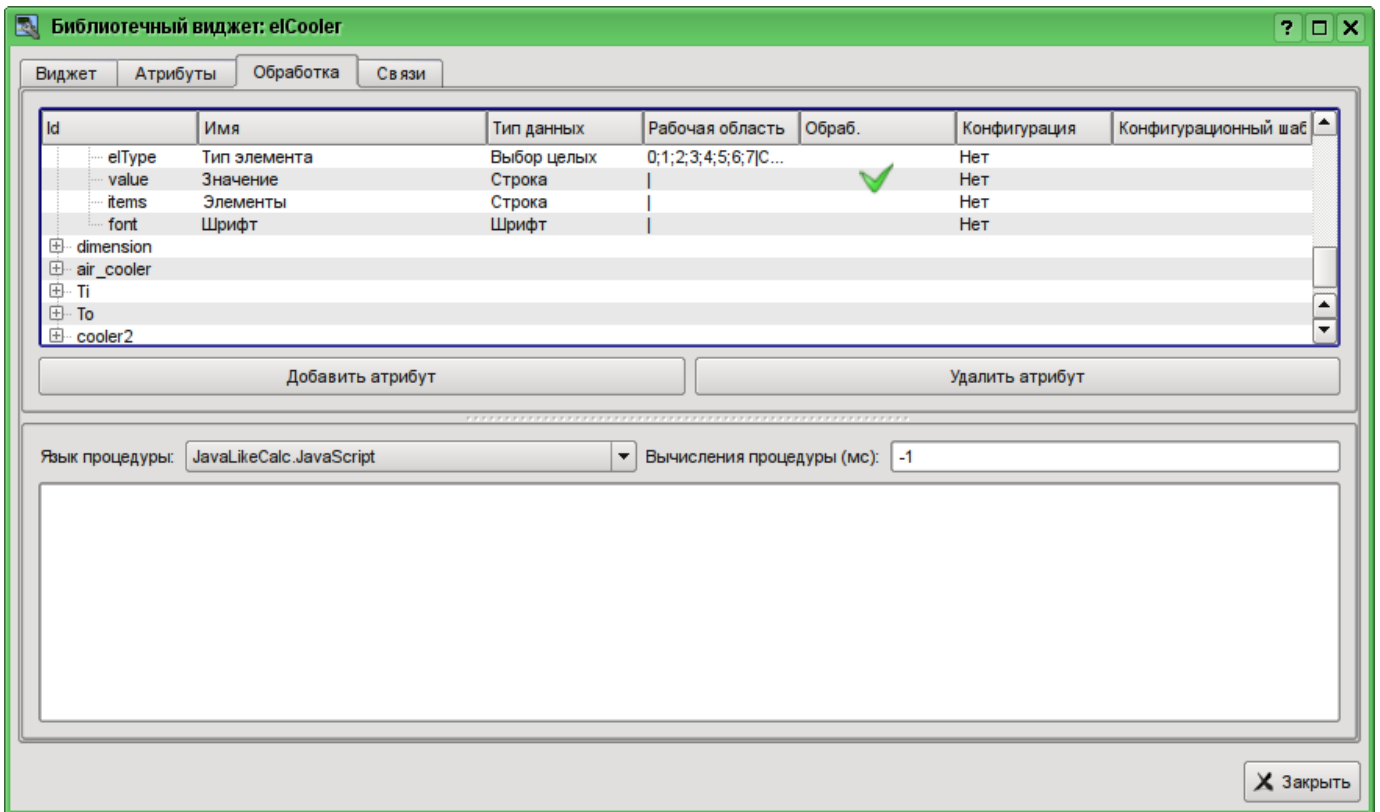 Библиотечный виджет: elCooler
Виджет Атрибуты Обработка Связи
Id Имя Тип данных Рабочая область Обраб. Конфигурация Конфигурационный шаб
elType Тип элемента Выбор целых 0;1;2;3;4;5;6;7|С... Нет
value Значение Строка | Нет
items Элементы Строка | Нет
font Шрифт Шрифт | Нет
dimension
air_cooler
Ti
To
cooler2
Добавить атрибут Удалить атрибут
Язык процедуры: JavaLikeCalc.JavaScript Вычисления процедуры (мс): -1
Закрыть